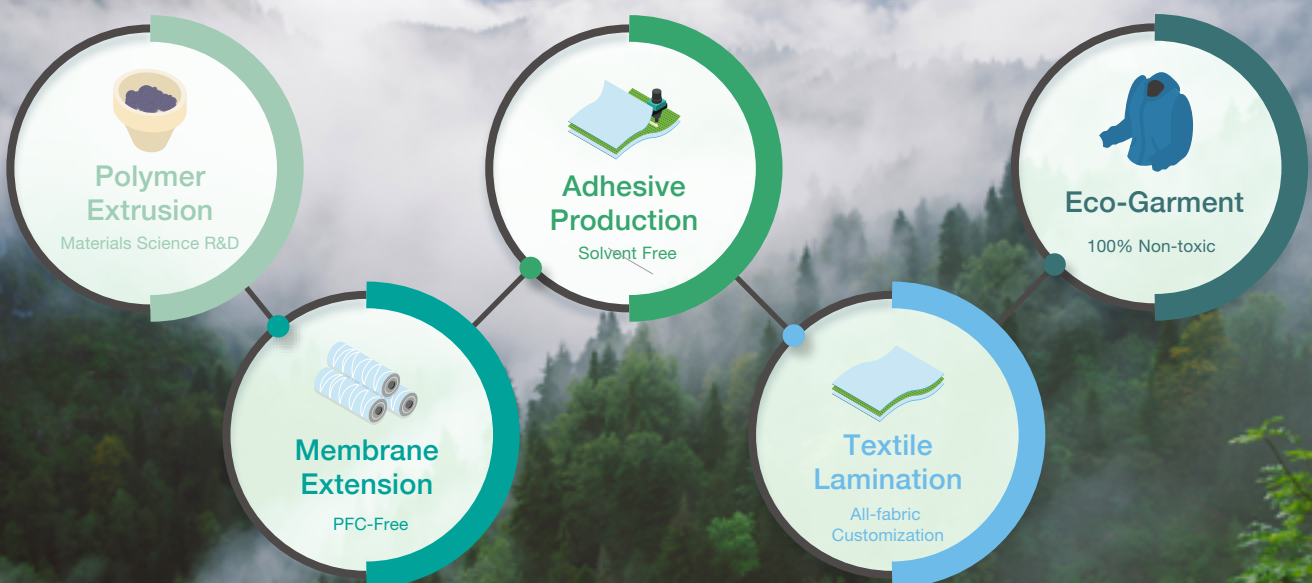 Polymer
Extrusion
Materials Science R&D
Membrane
Extension
PFC-Free
Adhesive
Production
Solvent Free
Textile
Lamination
All-fabric
Customization
Eco-Garment
100% Non-toxic